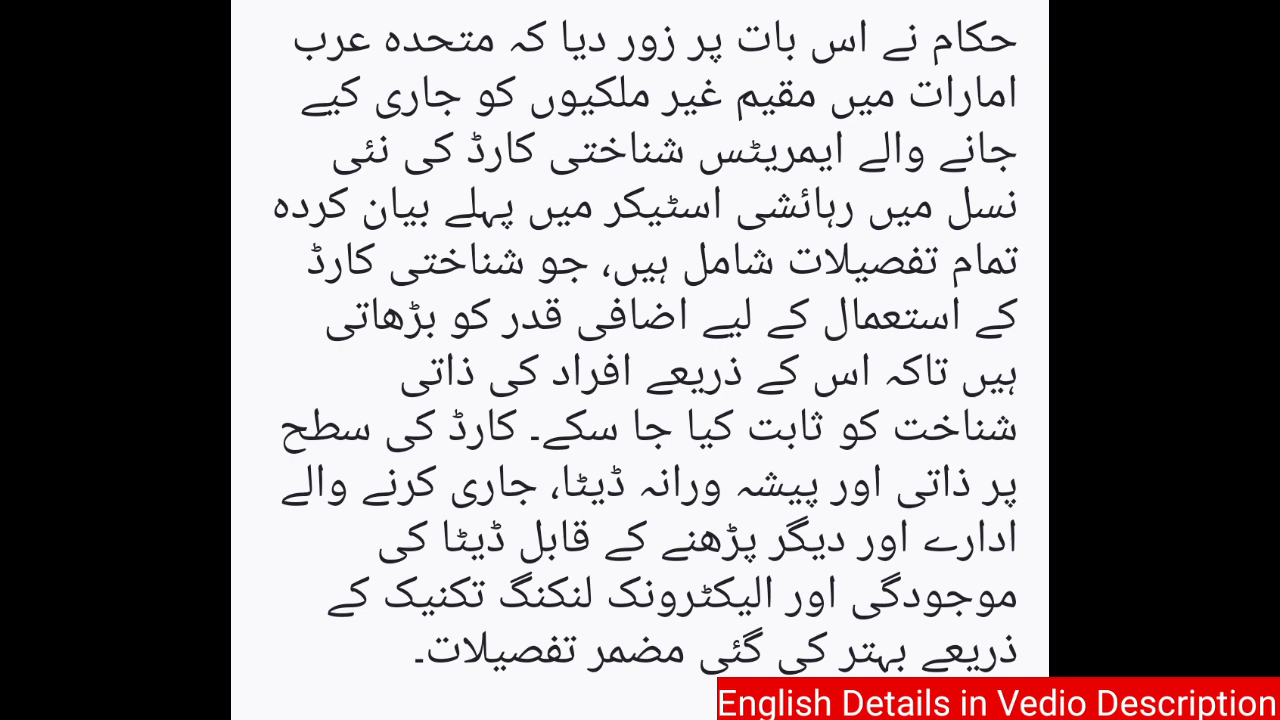 حکام نے اس بات پر زور دیا کہ متحدہ عرب
امارات میں مقیم غیر ملکیوں کو جاری کیے
جانے والے ایمریٹس شناختی کارڈ کی نئی
نسل میں رہائشی اسٹیکر میں پہلے بیان کردہ
تمام تفصیلات شامل ہیں، جو شناختی کارڈ
کے استعمال کے لیے اضافی قدر کو بڑھاتی
ہیں تاکہ اس کے ذریعے افراد کی ذاتی
شناخت کو ثابت کیا جا سکے۔ کارڈ کی سطح
پر ذاتی اور پیشہ ورانہ ڈیٹا، جاری کرنے والے
ادارے اور دیگر پڑھنے کے قابل ڈیٹا کی
موجودگی اور الیکٹرونک لنکنگ تکنیک کے
ذریعے بہتر کی گئی مضمر تفصیلات۔
English Details in Vedio Description